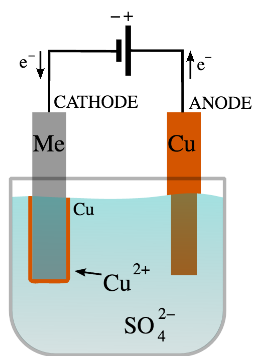 − +
e⁻ e⁻
CATHODE ANODE
Me Cu
Cu
Cu²⁺
SO₄²⁻